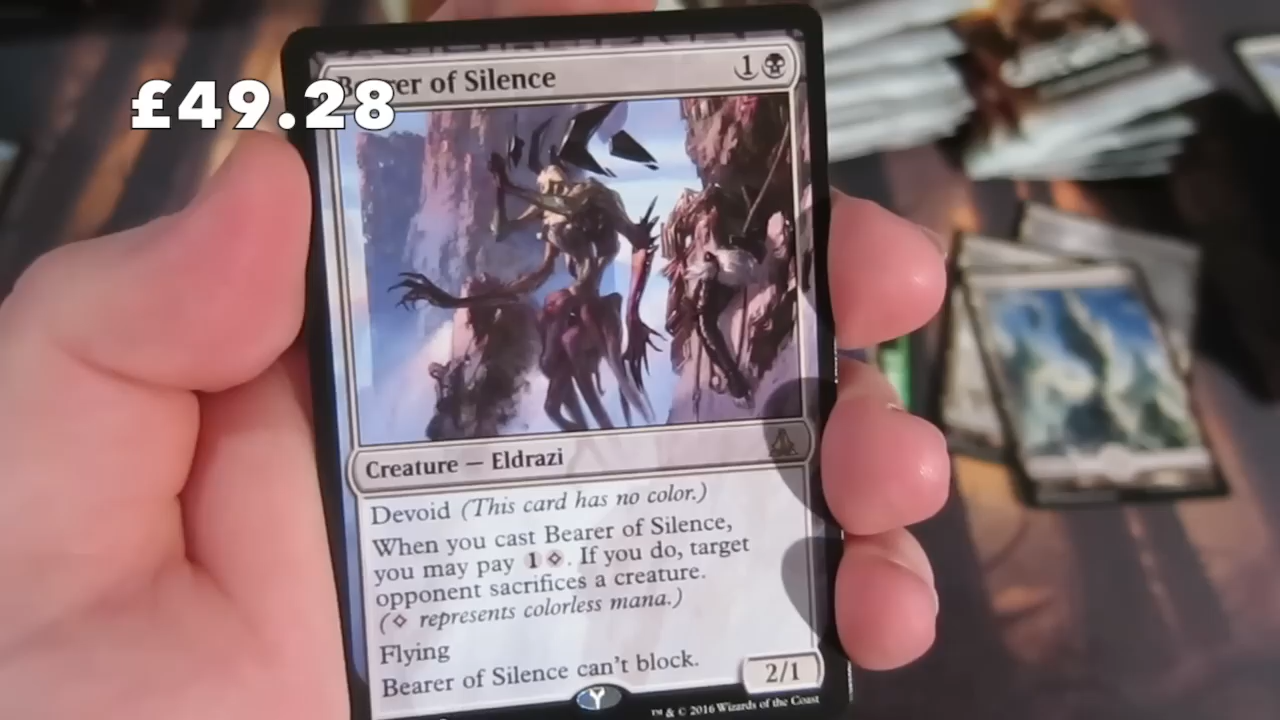 £49.28
Bearer of Silence
1
Creature — Eldrazi
Devoid (This card has no color.)
When you cast Bearer of Silence,
you may pay 1◇. If you do, target
opponent sacrifices a creature.
(◇ represents colorless mana.)
Flying
Bearer of Silence can't block.
2/1
™ & © 2016 Wizards of the Coast